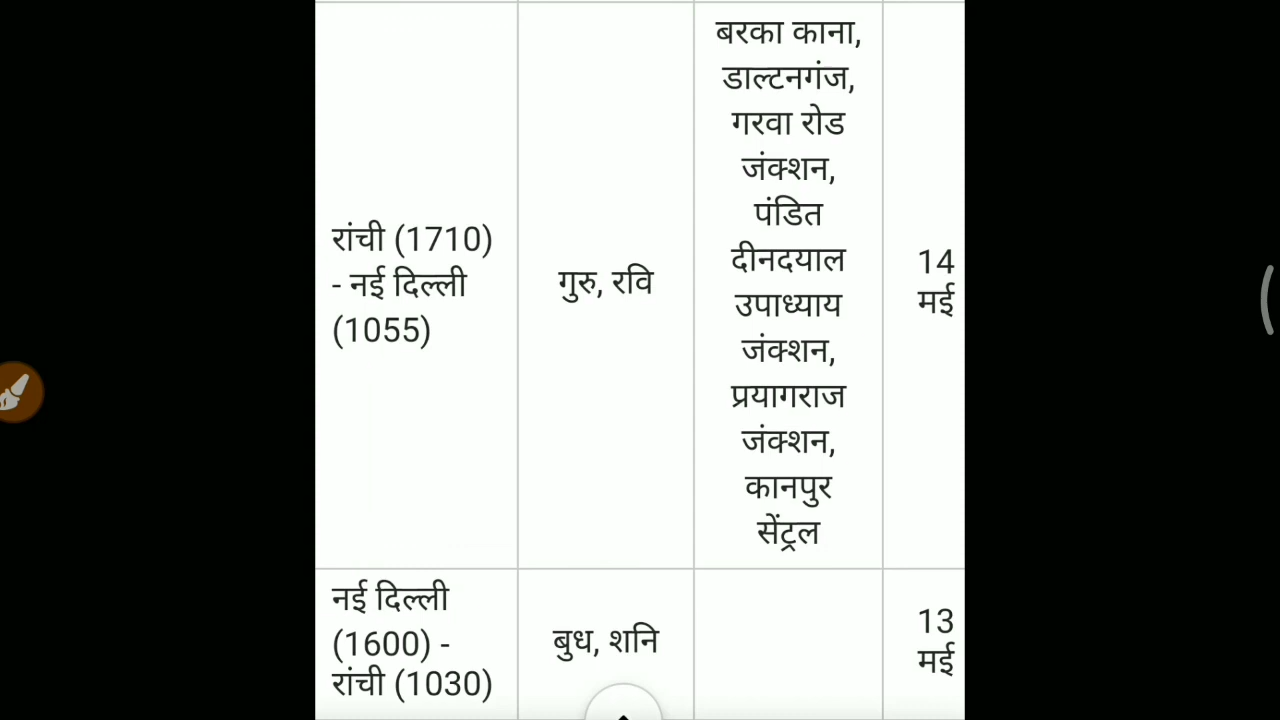 रांची (1710)
- नई दिल्ली
(1055)
गुरु, रवि
बरका काना,
डाल्टनगंज,
गरवा रोड
जंक्शन,
पंडित
दीनदयाल
उपाध्याय
जंक्शन,
प्रयागराज
जंक्शन,
कानपुर
सेंट्रल
14
मई
नई दिल्ली
(1600) -
रांची (1030)
बुध, शनि
13
मई